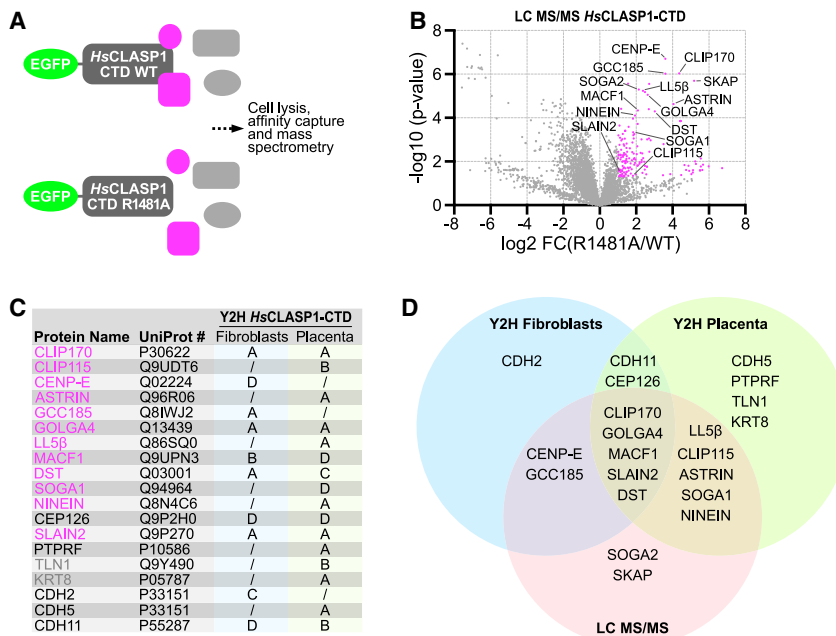 A
EGFP
HsCLASP1
CTD WT
EGFP
HsCLASP1
CTD R1481A
Cell lysis,
affinity capture
and mass
spectrometry
B
LC MS/MS HsCLASP1-CTD
-log10 (p-value)
8
6
4
2
0
-8 -6 -4 -2 0 2 4 6 8
log2 FC(R1481A/WT)
CENP-E
CLIP170
GCC185
SOGA2
LL5β
SKAP
MACF1
ASTRIN
NINEIN
GOLGA4
SLAIN2
DST
SOGA1
CLIP115
C
Y2H HsCLASP1-CTD
Protein Name UniProt # Fibroblasts Placenta
CLIP170 P30622 A A
CLIP115 Q9UDT6 / B
CENP-E Q02224 D /
ASTRIN Q96R06 / A
GCC185 Q8IWJ2 A /
GOLGA4 Q13439 A A
LL5β Q86SQ0 / A
MACF1 Q9UPN3 B D
DST Q03001 A C
SOGA1 O94964 / D
NINEIN Q8N4C6 / A
CEP126 Q9P2H0 D D
SLAIN2 Q9P270 A A
PTPRF P10586 / A
TLN1 Q9Y490 / B
KRT8 P05787 / A
CDH2 P33151 C /
CDH5 P33151 / A
CDH11 P55287 D B
D
Y2H Fibroblasts
Y2H Placenta
CDH2
CDH11
CEP126
CDH5
PTPRF
TLN1
KRT8
CLIP170
GOLGA4
MACF1
SLAIN2
DST
CENP-E
GCC185
LL5β
CLIP115
ASTRIN
SOGA1
NINEIN
SOGA2
SKAP
LC MS/MS